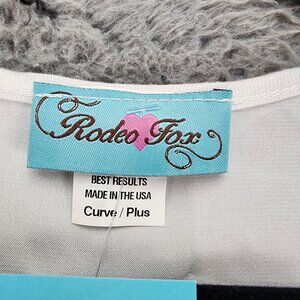 Rodeo Fox
BEST RESULTS
MADE IN THE USA
Curve / Plus